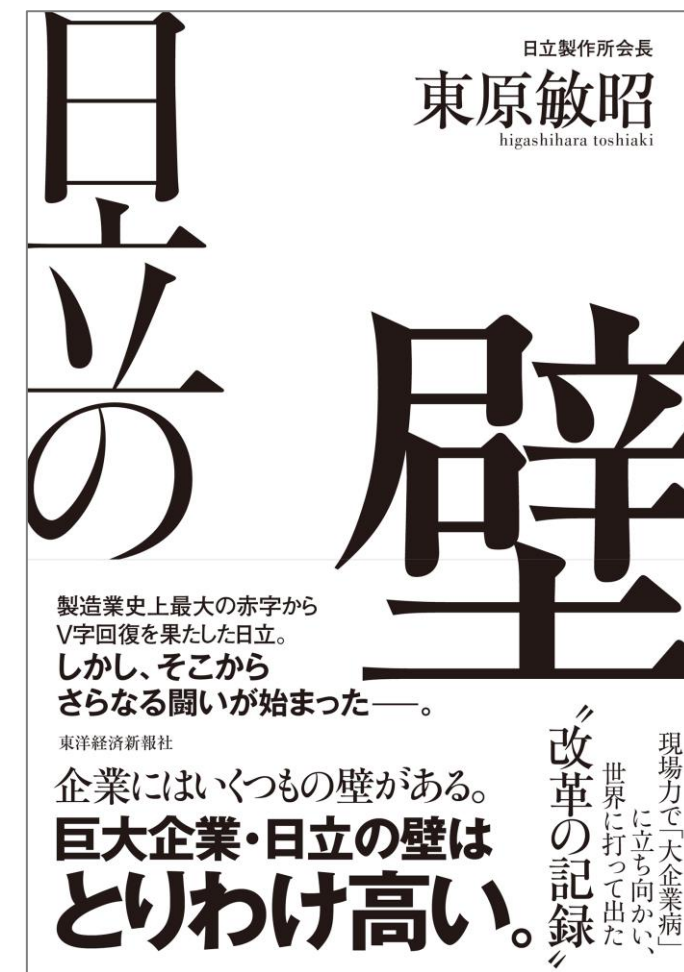 日立製作所会長
東原敏昭
higashihara toshiaki
日立の
壁
製造業史上最大の赤字から
V字回復を果たした日立。
しかし、そこから
さらなる闘いが始まった――。
東洋経済新報社
企業にはいくつもの壁がある。
巨大企業・日立の壁は
とりわけ高い。
現場力で「大企業病」
に立ち向かい、
世界に打って出た
〝改革の記録〟